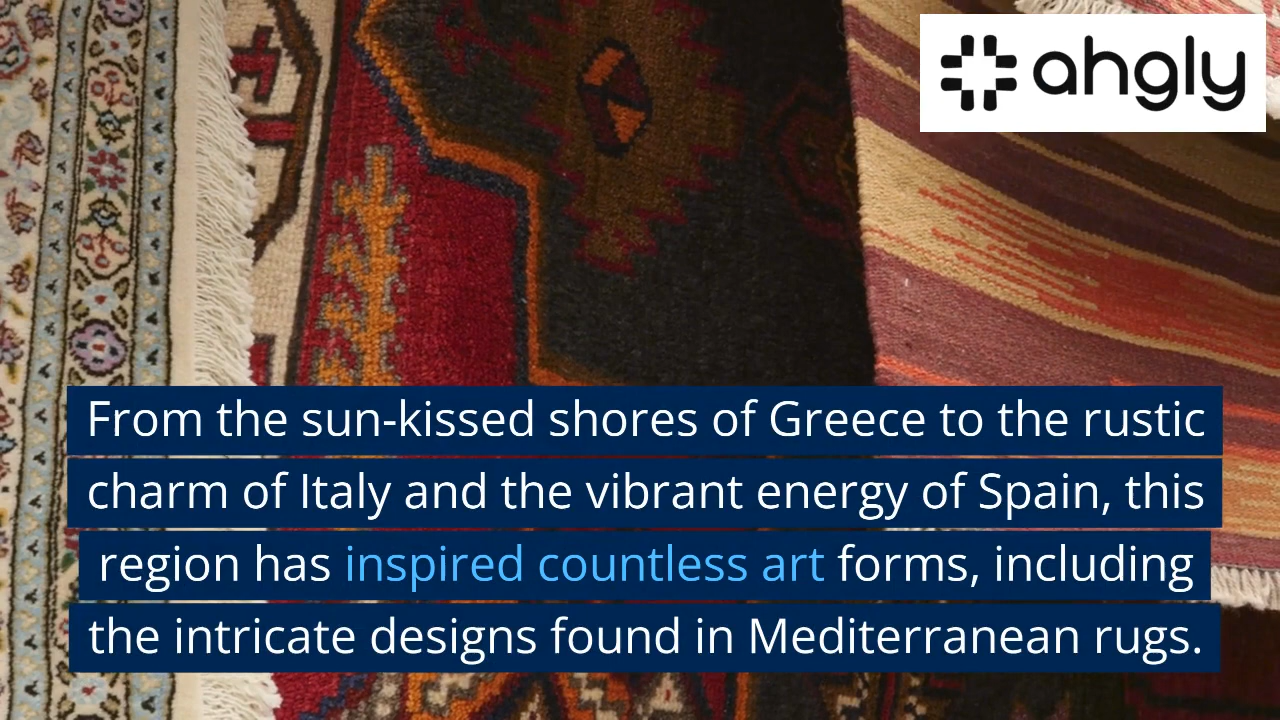 ahgly
From the sun-kissed shores of Greece to the rustic
charm of Italy and the vibrant energy of Spain, this
region has inspired countless art forms, including
the intricate designs found in Mediterranean rugs.